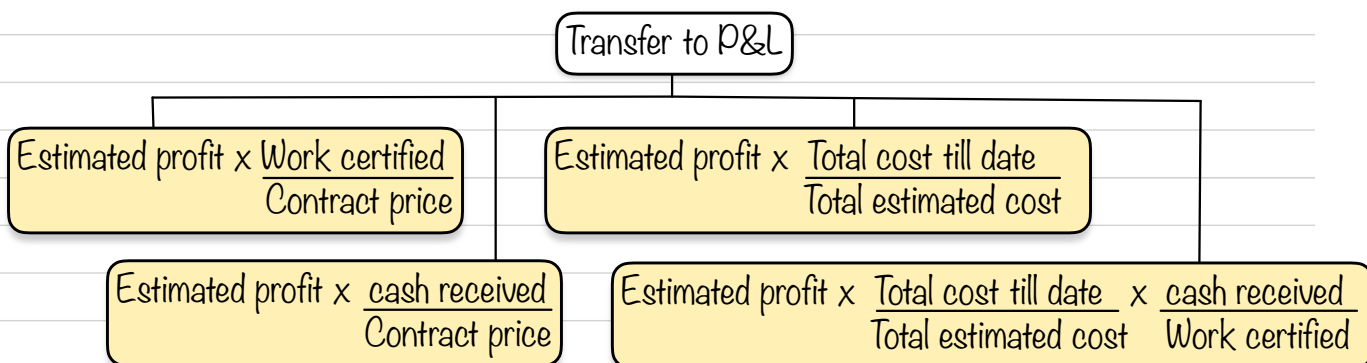 Transfer to P&L
Estimated profit x Work certified
Contract price
Estimated profit x Total cost till date
Total estimated cost
Estimated profit x cash received
Contract price
Estimated profit x Total cost till date x cash received
Total estimated cost Work certified